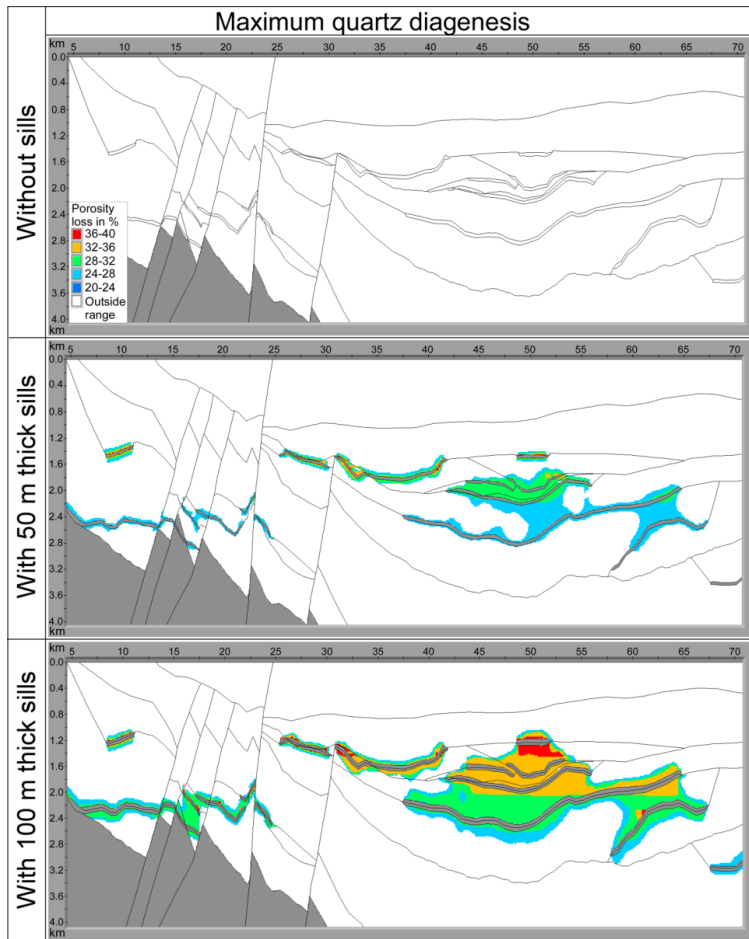 Maximum quartz diagenesis
Without sills
km
4.5 10 15 20 25 30 35 40 45 50 55 60 65 70
0.0
0.4
0.8
1.2
1.6
2.0
2.4
2.8
3.2
3.6
4.0
km
Porosity
loss in %
36-40
32-36
28-32
24-28
20-24
Outside
range
With 50 m thick sills
km
4.5 10 15 20 25 30 35 40 45 50 55 60 65 70
0.0
0.4
0.8
1.2
1.6
2.0
2.4
2.8
3.2
3.6
4.0
km
With 100 m thick sills
km
4.5 10 15 20 25 30 35 40 45 50 55 60 65 70
0.0
0.4
0.8
1.2
1.6
2.0
2.4
2.8
3.2
3.6
4.0
km